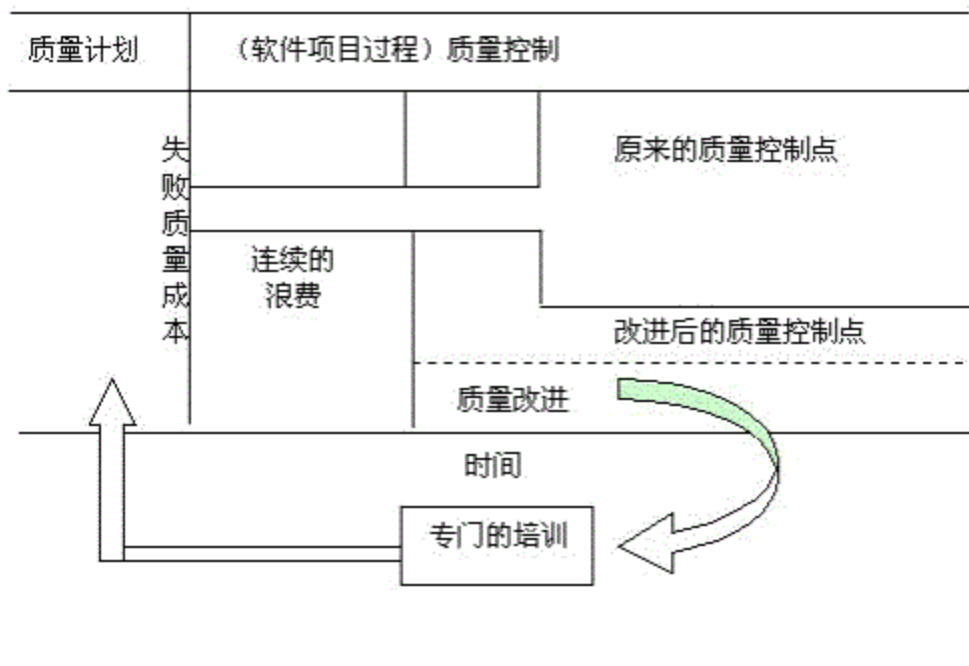 质量计划
（软件项目过程）质量控制
失败质量成本
原来的质量控制点
连续的
浪费
改进后的质量控制点
质量改进
时间
专门的培训